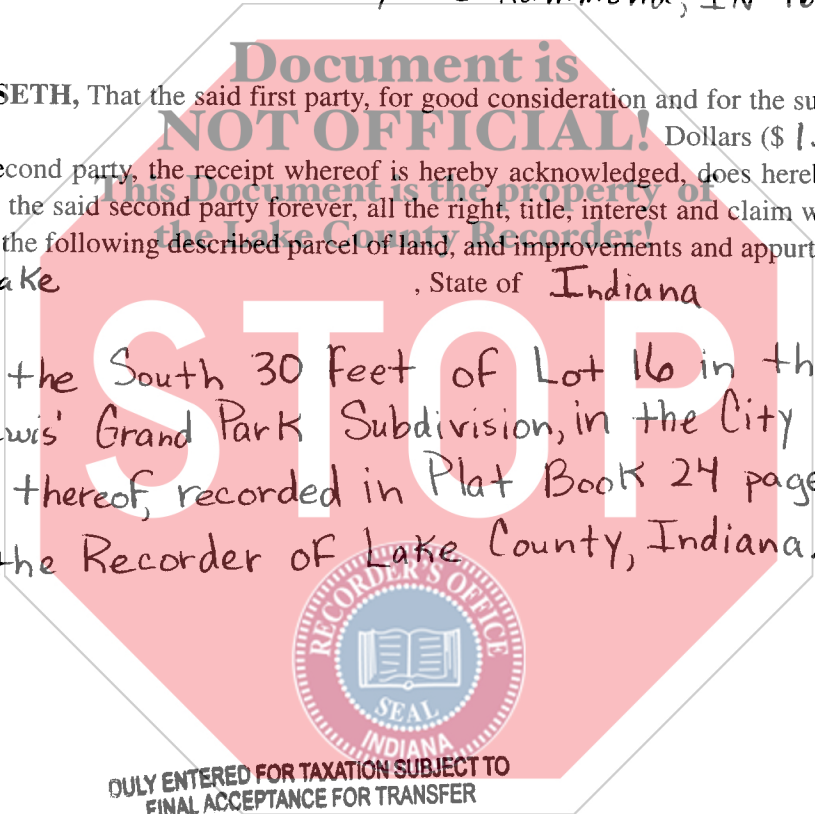 Hammond, IN
Document is
SETH, That the said first party, for good consideration and for the su
NOT OFFICIAL! Dollars ($ 1.
econd party, the receipt whereof is hereby acknowledged, does hereb
This Document is the property of
the said second party forever, all the right, title, interest and claim w
the Lake County Recorder!
the following described parcel of land, and improvements and appurt
ake , State of Indiana
STOP
the South 30 Feet of Lot 16 in th
wis' Grand Park Subdivision, in the City
thereof, recorded in Plat Book 24 page
the Recorder of Lake County, Indiana.
RECORDER'S OFFICE
SEAL
INDIANA
DULY ENTERED FOR TAXATION SUBJECT TO
FINAL ACCEPTANCE FOR TRANSFER